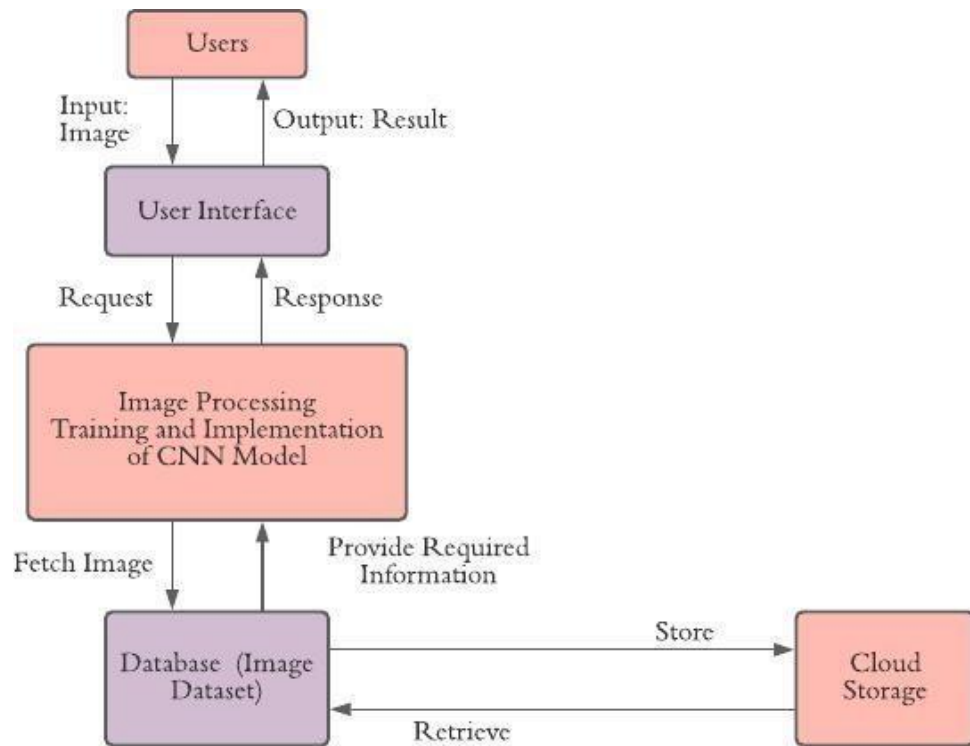 Users
Input:
Image
Output: Result
User Interface
Request
Response
Image Processing
Training and Implementation
of CNN Model
Fetch Image
Provide Required
Information
Database (Image
Dataset)
Store
Cloud
Storage
Retrieve